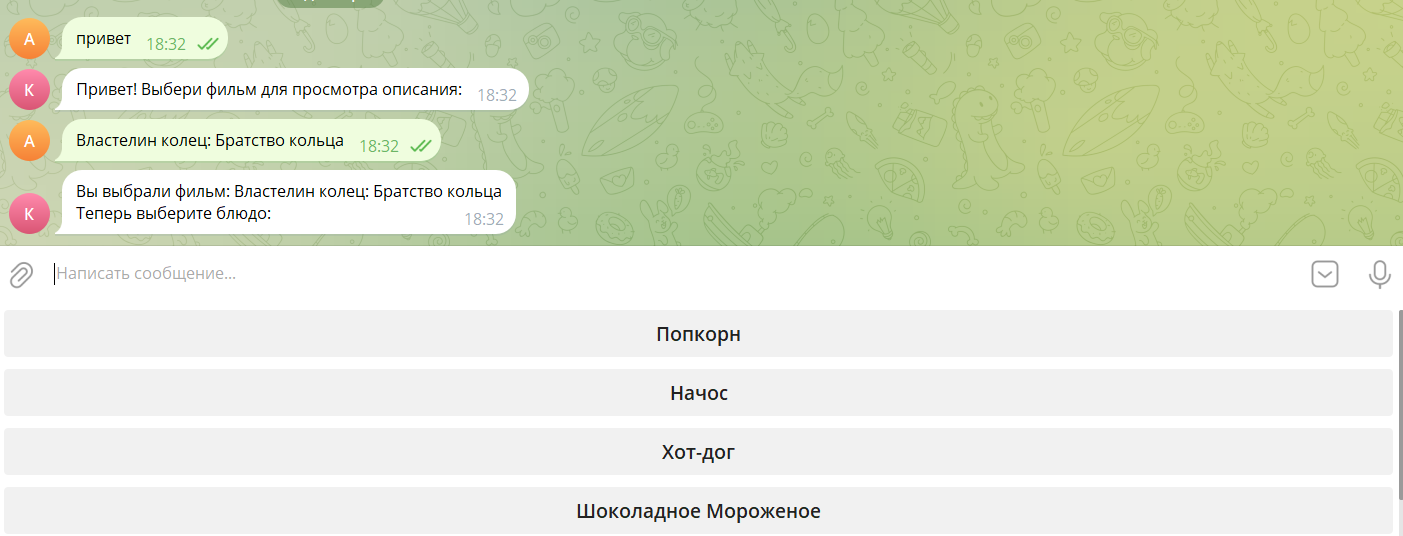 А
привет 18:32
К
Привет! Выбери фильм для просмотра описания: 18:32
А
Властелин колец: Братство кольца 18:32
Вы выбрали фильм: Властелин колец: Братство кольца
К
Теперь выберите блюдо: 18:32
Написать сообщение...
Попкорн
Начос
Хот-дог
Шоколадное Мороженое